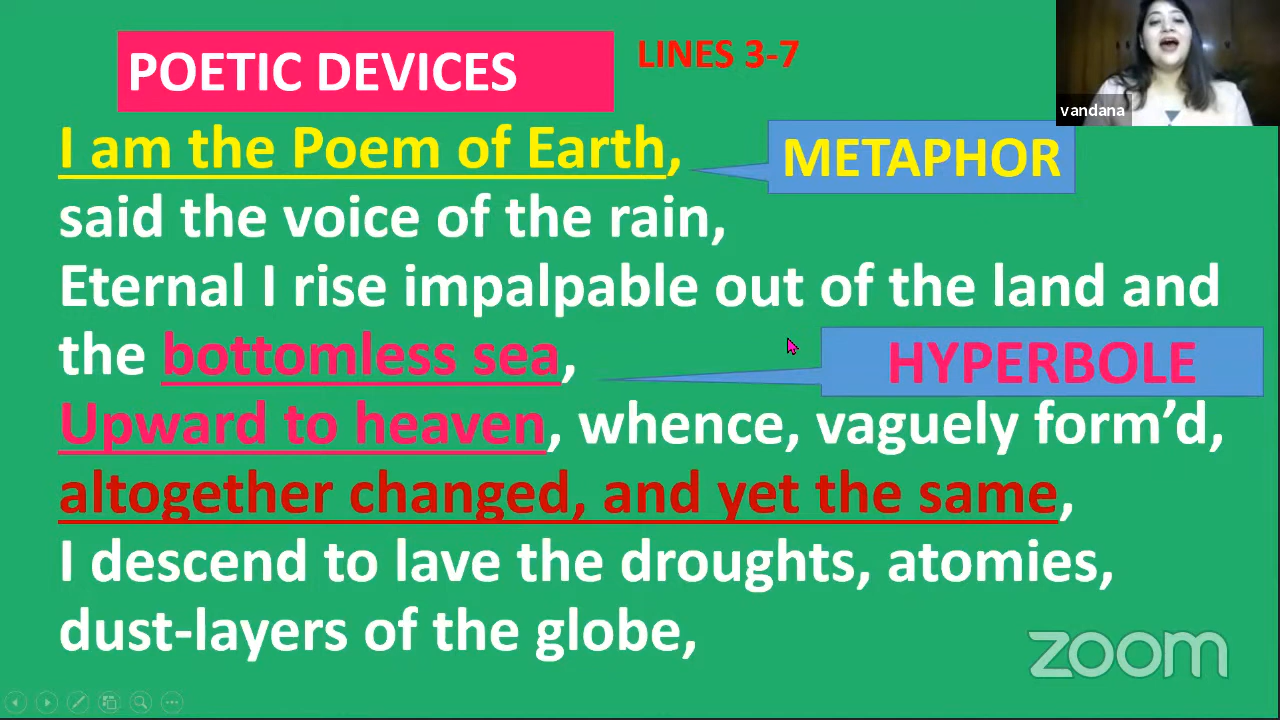 POETIC DEVICES
LINES 3-7
vandana
I am the Poem of Earth,
METAPHOR
said the voice of the rain,
Eternal I rise impalpable out of the land and
the bottomless sea,
HYPERBOLE
Upward to heaven, whence, vaguely form’d,
altogether changed, and yet the same,
I descend to lave the droughts, atomies,
dust-layers of the globe,
zoom